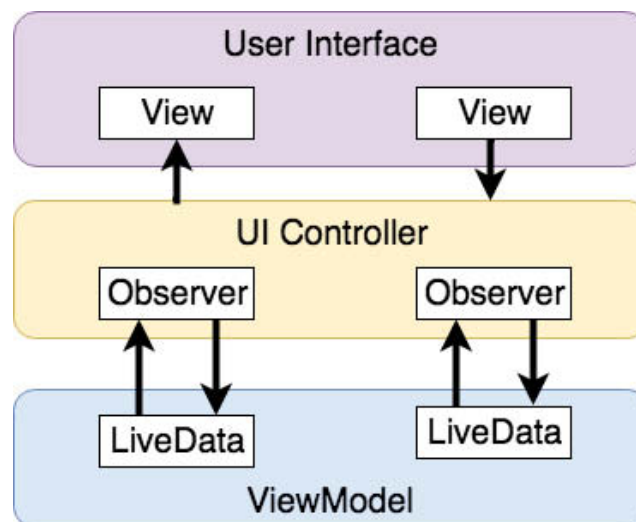 User Interface
View
View
UI Controller
Observer
Observer
LiveData
LiveData
ViewModel